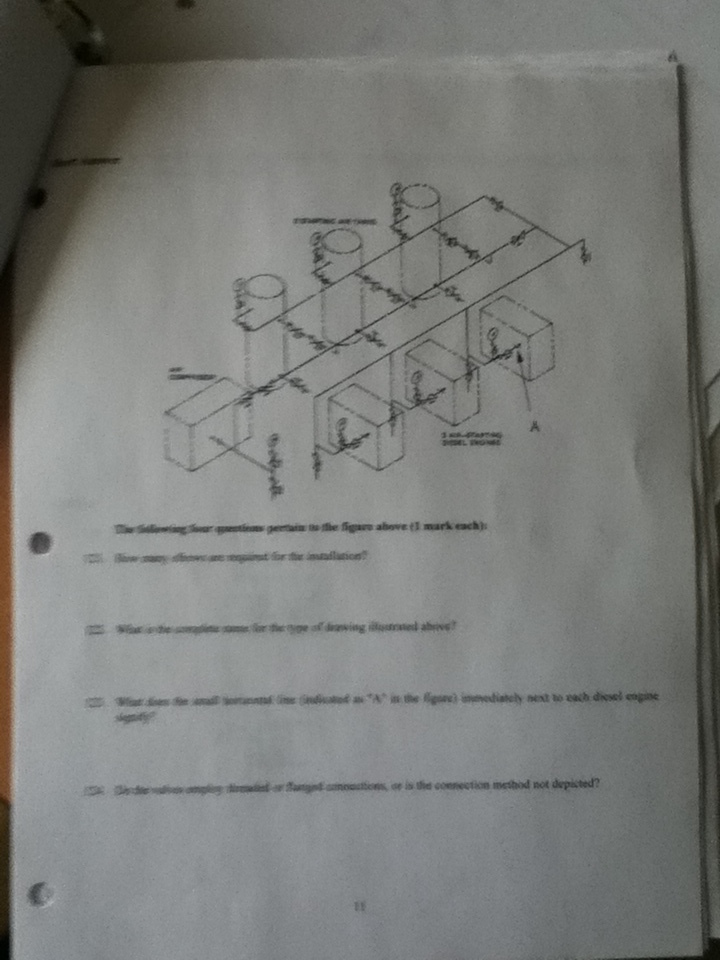 3 STARTING AIR TANKS
AIR
COMPRESSOR
A
3 AIR-STARTING
DIESEL ENGINES
The following four questions pertain to the figure above (1 mark each):
How many elbows are required for the installation?
What is the complete name for the type of drawing illustrated above?
What does the small horizontal line (indicated as "A" in the figure) immediately next to each diesel engine
signify?
Do the valves employ threaded or flanged connections, or is the connection method not depicted?
11